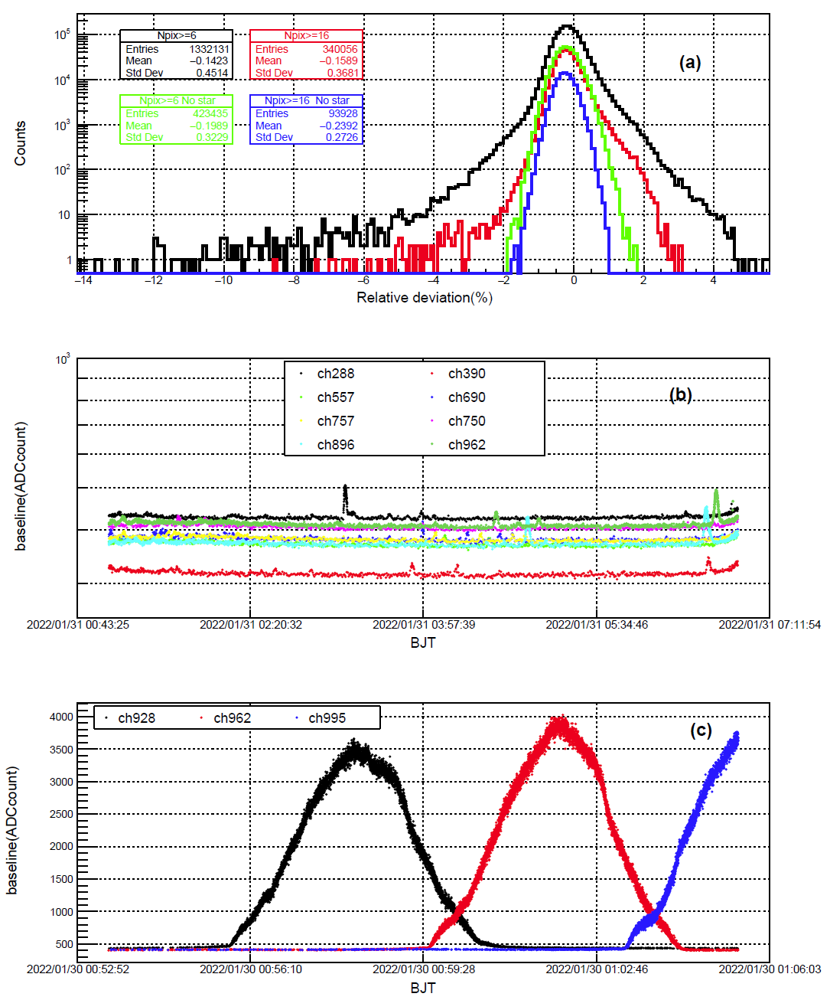 10^5
10^4
10^3
10^2
10
1
Counts
Npix>=6
Entries 1332131
Mean −0.1423
Std Dev 0.4514
Npix>=16
Entries 340056
Mean −0.1589
Std Dev 0.3681
(a)
Npix>=6 No star
Entries 423435
Mean −0.1989
Std Dev 0.3229
Npix>=16 No star
Entries 93928
Mean −0.2392
Std Dev 0.2726
−14 −12 −10 −8 −6 −4 −2 0 2 4
Relative deviation(%)
10^3
baseline(ADCcount)
ch288 ch390
ch557 ch690
ch757 ch750
ch896 ch962
(b)
2022/01/31 00:43:25 2022/01/31 02:20:32 2022/01/31 03:57:39 2022/01/31 05:34:46 2022/01/31 07:11:54
BJT
ch928 ch962 ch995
(c)
4000
3500
3000
2500
2000
1500
1000
500
baseline(ADCcount)
2022/01/30 00:52:52 2022/01/30 00:56:10 2022/01/30 00:59:28 2022/01/30 01:02:46 2022/01/30 01:06:03
BJT